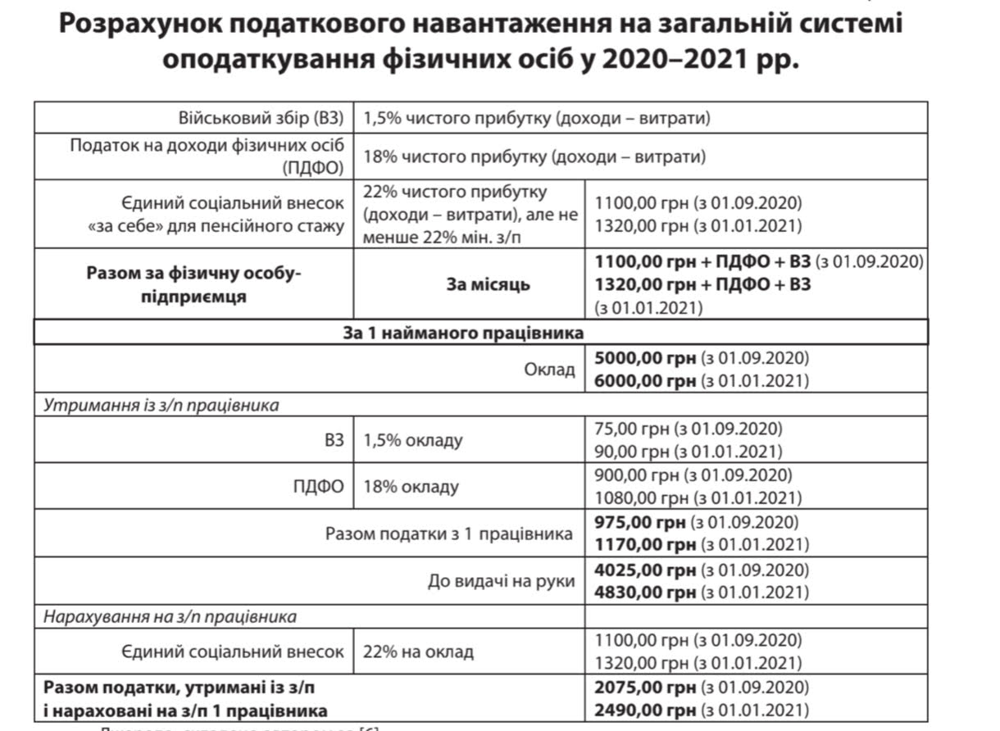 Розрахунок податкового навантаження на загальній системі
оподаткування фізичних осіб у 2020–2021 рр.
Військовий збір (ВЗ)
1,5% чистого прибутку (доходи – витрати)
Податок на доходи фізичних осіб
(ПДФО)
18% чистого прибутку (доходи – витрати)
Єдиний соціальний внесок
«за себе» для пенсійного стажу
22% чистого прибутку
(доходи – витрати), але не
менше 22% мін. з/п
1100,00 грн (з 01.09.2020)
1320,00 грн (з 01.01.2021)
Разом за фізичну особу-
підприємця
За місяць
1100,00 грн + ПДФО + ВЗ (з 01.09.2020)
1320,00 грн + ПДФО + ВЗ
(з 01.01.2021)
За 1 найманого працівника
Оклад
5000,00 грн (з 01.09.2020)
6000,00 грн (з 01.01.2021)
Утримання із з/п працівника
ВЗ
1,5% окладу
75,00 грн (з 01.09.2020)
90,00 грн (з 01.01.2021)
ПДФО
18% окладу
900,00 грн (з 01.09.2020)
1080,00 грн (з 01.01.2021)
Разом податки з 1 працівника
975,00 грн (з 01.09.2020)
1170,00 грн (з 01.01.2021)
До видачі на руки
4025,00 грн (з 01.09.2020)
4830,00 грн (з 01.01.2021)
Нарахування на з/п працівника
Єдиний соціальний внесок
22% на оклад
1100,00 грн (з 01.09.2020)
1320,00 грн (з 01.01.2021)
Разом податки, утримані із з/п
і нараховані на з/п 1 працівника
2075,00 грн (з 01.09.2020)
2490,00 грн (з 01.01.2021)